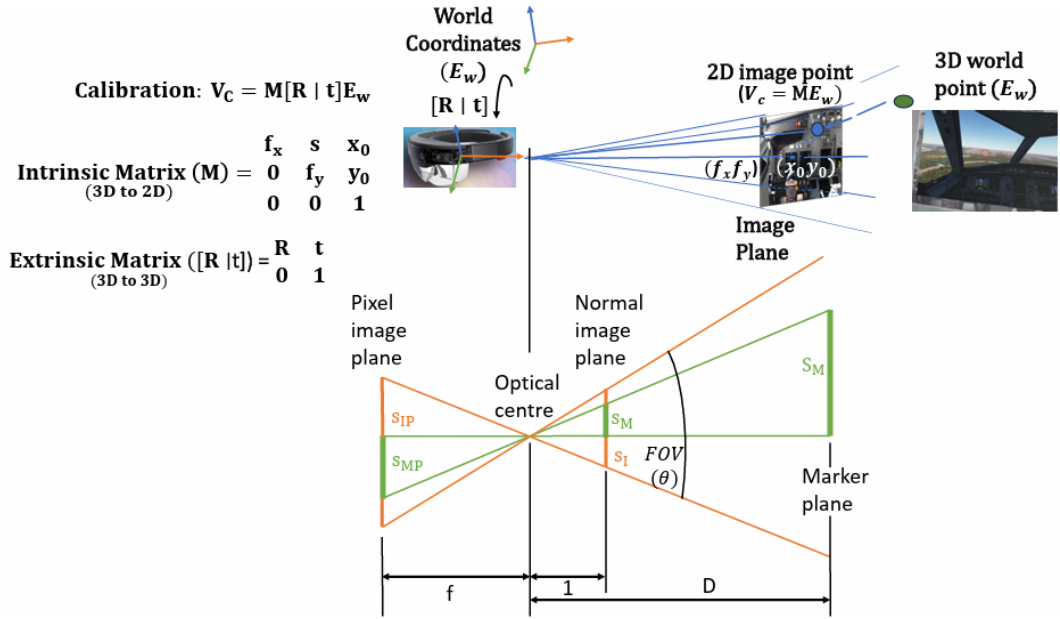 World
Coordinates
(E_w)
[R | t]
Calibration: V_C = M[R | t]E_w
f_x s x_0
Intrinsic Matrix (M) = 0 f_y y_0
(3D to 2D)
0 0 1
Extrinsic Matrix ([R |t]) = R t
0 1
(3D to 3D)
2D image point
(V_c = ME_w)
3D world
point (E_w)
(f_x f_y)
(x_0 y_0)
Image
Plane
Pixel
image
plane
Optical
centre
Normal
image
plane
S_IP
S_MP
s_M
s_I
FOV
(θ)
S_M
Marker
plane
f
1
D